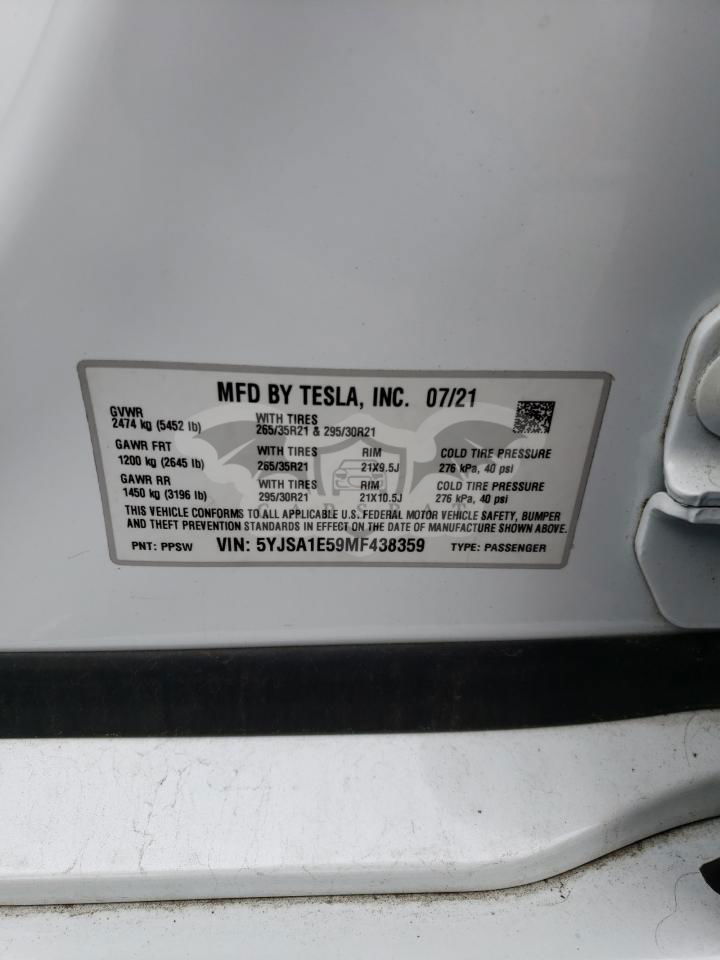 MFD BY TESLA, INC. 07/21
GVWR
2474 kg (5452 lb)
WITH TIRES
265/35R21 & 295/30R21
GAWR FRT
1200 kg (2645 lb)
WITH TIRES
265/35R21
RIM
21X9.5J
COLD TIRE PRESSURE
276 kPa, 40 psi
GAWR RR
1450 kg (3196 lb)
WITH TIRES
295/30R21
RIM
21X10.5J
COLD TIRE PRESSURE
276 kPa, 40 psi
THIS VEHICLE CONFORMS TO ALL APPLICABLE U.S. FEDERAL MOTOR VEHICLE SAFETY, BUMPER
AND THEFT PREVENTION STANDARDS IN EFFECT ON THE DATE OF MANUFACTURE SHOWN ABOVE.
PNT: PPSW VIN: 5YJSA1E59MF438359 TYPE: PASSENGER